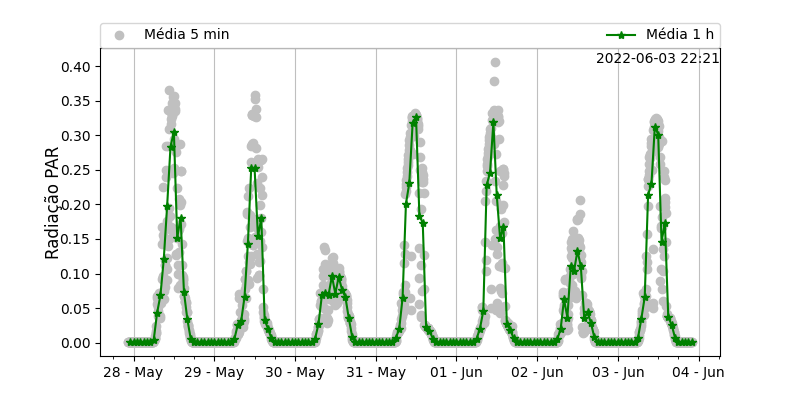 Média 5 min
Média 1 h
2022-06-03 22:21
Radiação PAR
0.40
0.35
0.30
0.25
0.20
0.15
0.10
0.05
0.00
28 - May
29 - May
30 - May
31 - May
01 - Jun
02 - Jun
03 - Jun
04 - Jun